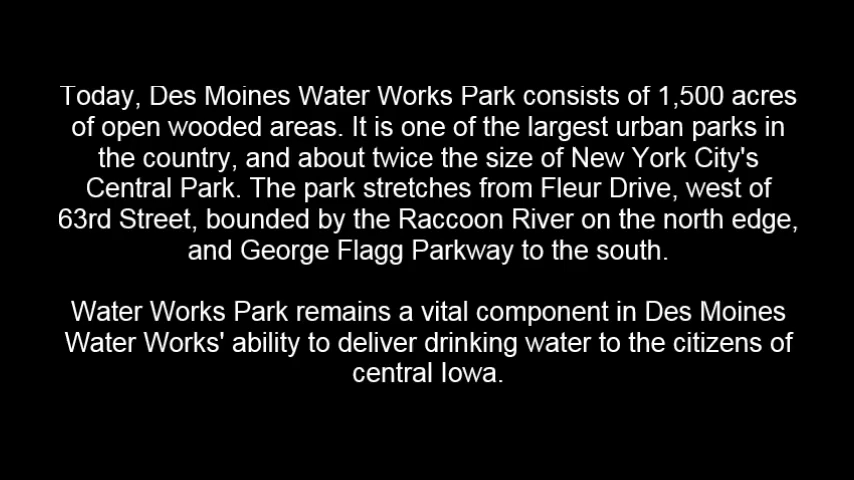 Today, Des Moines Water Works Park consists of 1,500 acres
of open wooded areas. It is one of the largest urban parks in
the country, and about twice the size of New York City's
Central Park. The park stretches from Fleur Drive, west of
63rd Street, bounded by the Raccoon River on the north edge,
and George Flagg Parkway to the south.
Water Works Park remains a vital component in Des Moines
Water Works' ability to deliver drinking water to the citizens of
central Iowa.